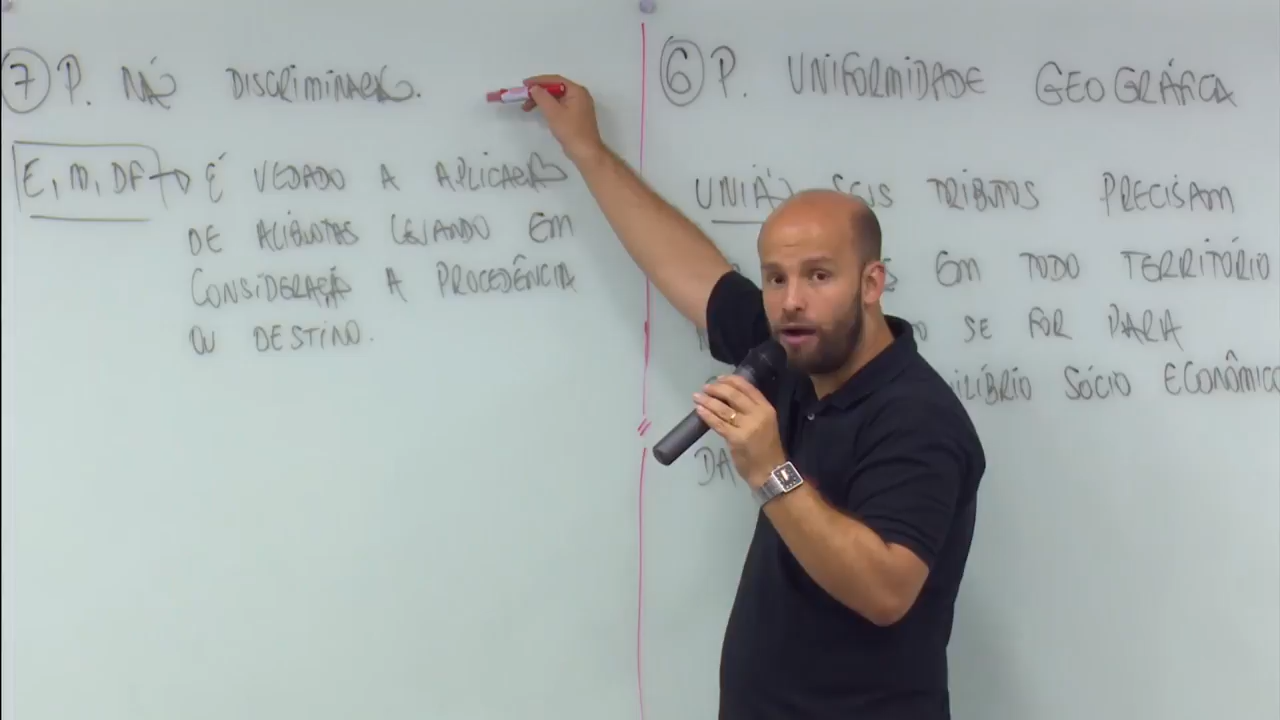 7 P. NÃO DISCRIMINAÇÃO.
E, M, DF → É VEDADO A APLICAÇÃO
DE ALÍQUOTAS LEVANDO EM
CONSIDERAÇÃO A PROCEDÊNCIA
OU DESTINO.
6 P. UNIFORMIDADE GEOGRÁFICA
UNIÃO SEUS TRIBUTOS PRECISAM
EM TODO TERRITÓRIO
SE FOR PARA
SÓCIO ECONÔMICO